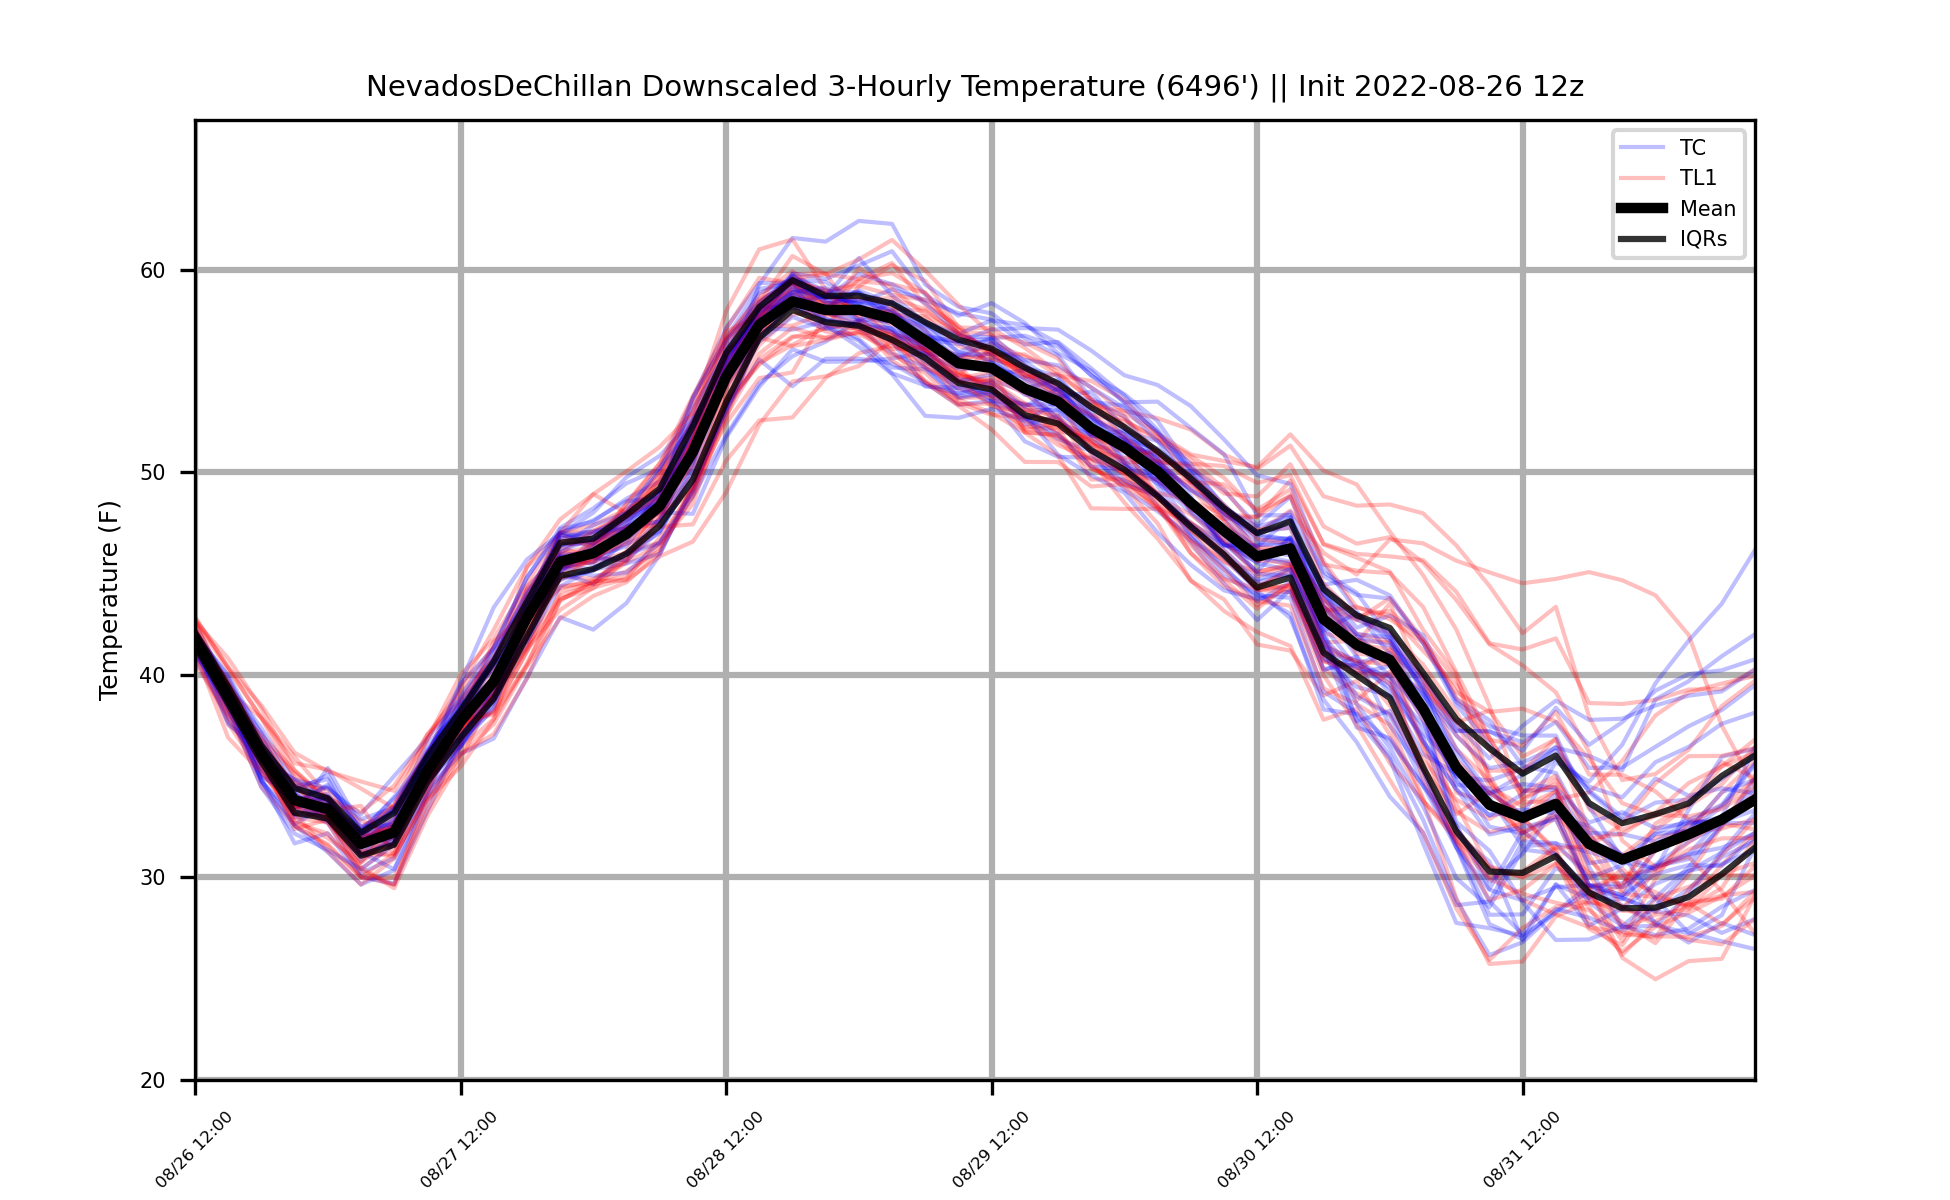 NevadosDeChillan Downscaled 3-Hourly Temperature (6496') || Init 2022-08-26 12z
TC
TL1
Mean
IQRs
Temperature (F)
60
50
40
30
20
08/26 12:00
08/27 12:00
08/28 12:00
08/29 12:00
08/30 12:00
08/31 12:00